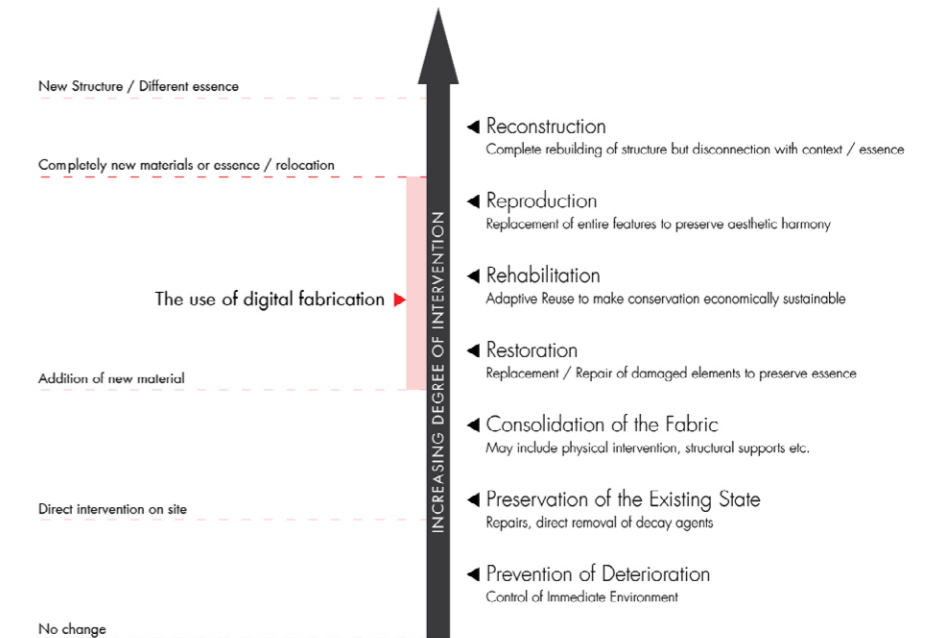 New Structure / Different essence
Completely new materials or essence / relocation
The use of digital fabrication
Addition of new material
Direct intervention on site
No change
INCREASING DEGREE OF INTERVENTION
Reconstruction
Complete rebuilding of structure but disconnection with context / essence
Reproduction
Replacement of entire features to preserve aesthetic harmony
Rehabilitation
Adaptive Reuse to make conservation economically sustainable
Restoration
Replacement / Repair of damaged elements to preserve essence
Consolidation of the Fabric
May include physical intervention, structural supports etc.
Preservation of the Existing State
Repairs, direct removal of decay agents
Prevention of Deterioration
Control of Immediate Environment